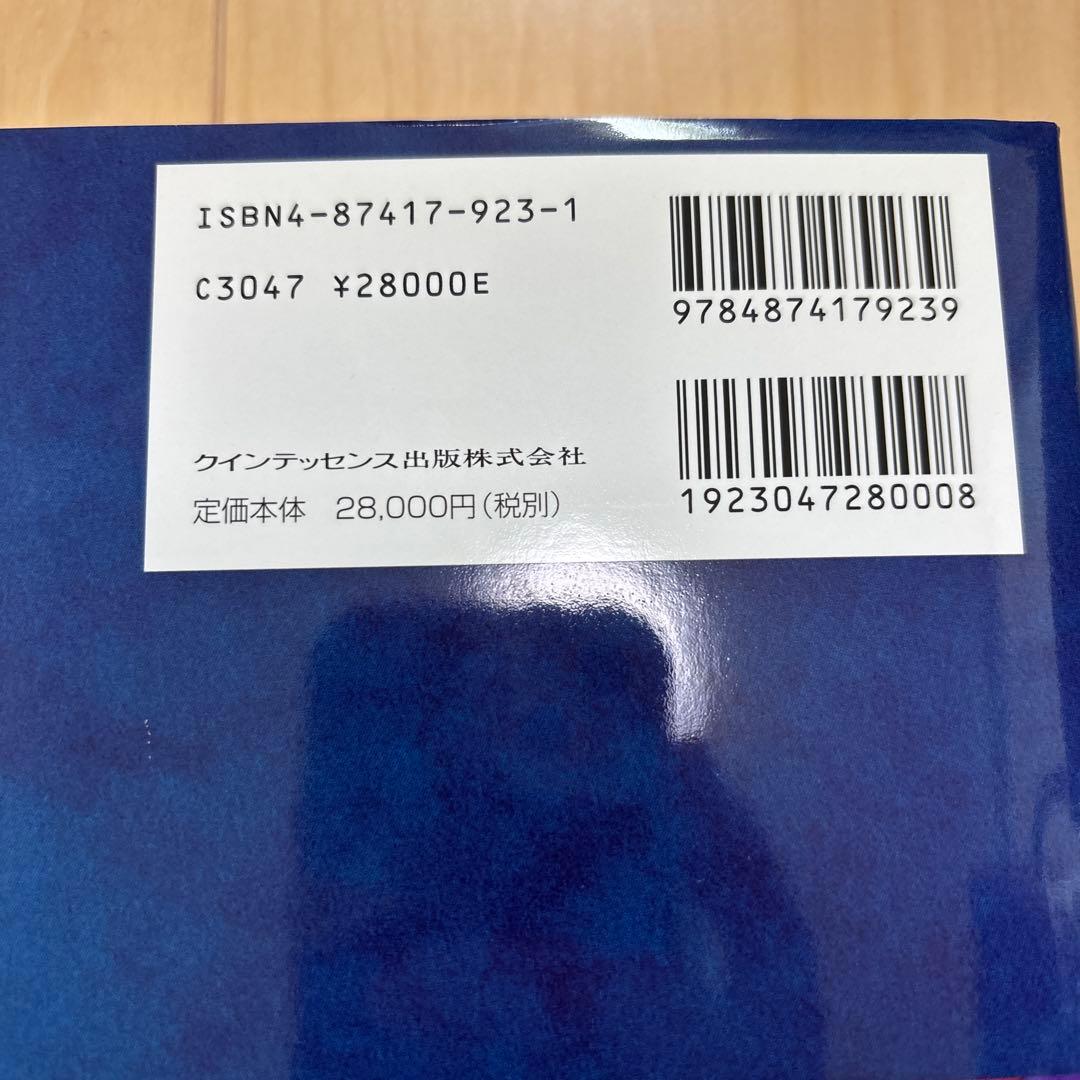 ISBN4-87417-923-1
C3047 ¥28000E
9784874179239
クインテッセンス出版株式会社
定価本体 28,000円(税別)
1923047280008